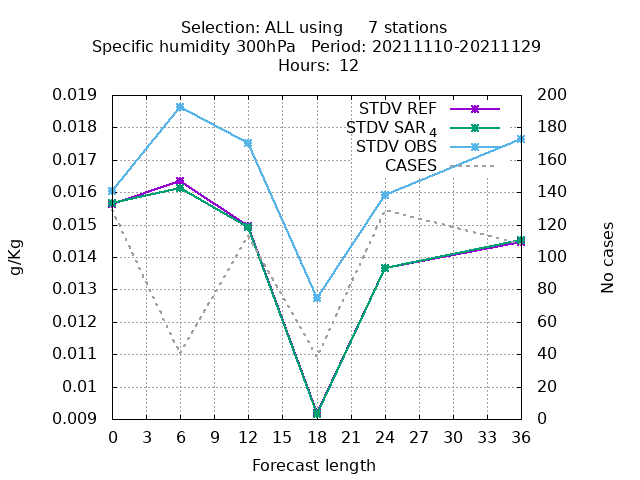 Selection: ALL using     7 stations
Specific humidity 300hPa   Period: 20211110-20211129
Hours: 12
STDV REF
STDV SAR 4
STDV OBS
CASES
g/Kg
0.019
0.018
0.017
0.016
0.015
0.014
0.013
0.012
0.011
0.01
0.009
200
180
160
140
120
100
80
60
40
20
0
No cases
0 3 6 9 12 15 18 21 24 27 30 33 36
Forecast length